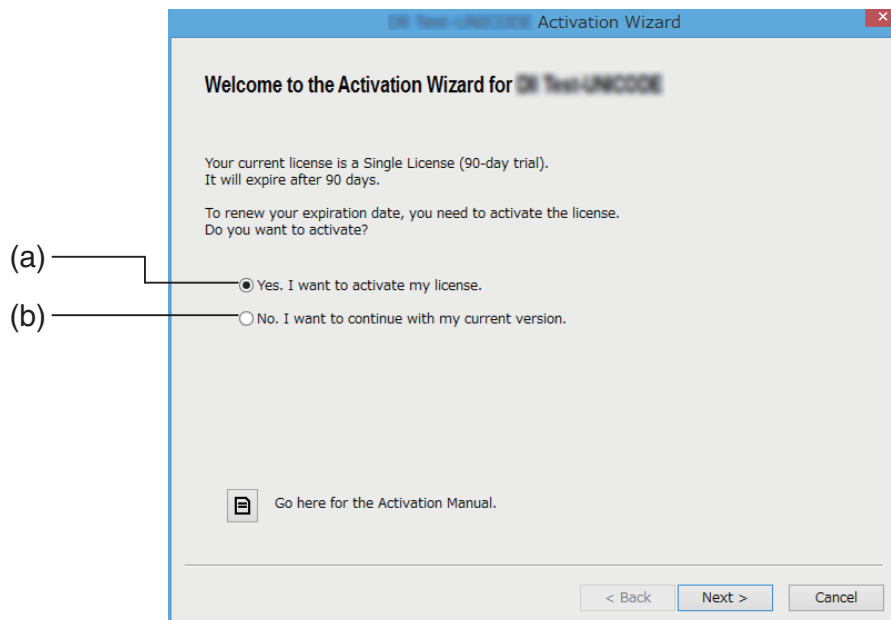 Activation Wizard
Welcome to the Activation Wizard for
Your current license is a Single License (90-day trial).
It will expire after 90 days.
To renew your expiration date, you need to activate the license.
Do you want to activate?
(a)
Yes. I want to activate my license.
(b)
No. I want to continue with my current version.
Go here for the Activation Manual.
< Back
Next >
Cancel